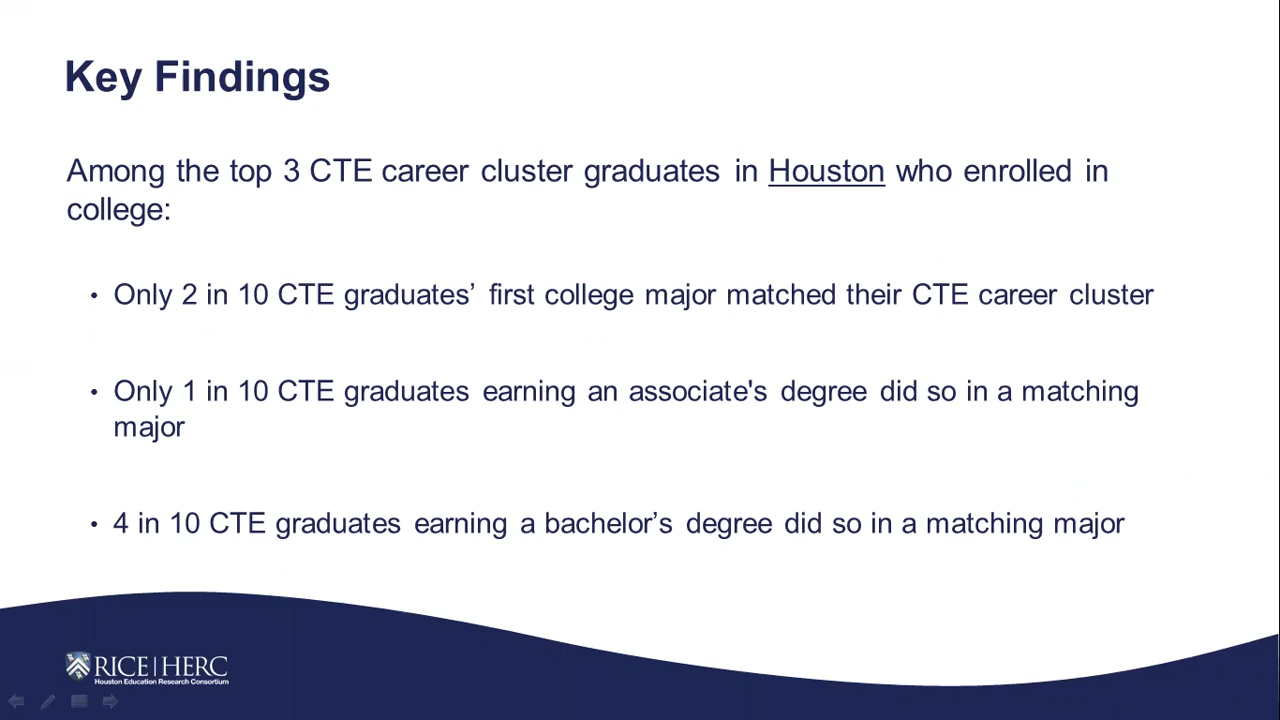 Key Findings
Among the top 3 CTE career cluster graduates in Houston who enrolled in
college:
• Only 2 in 10 CTE graduates’ first college major matched their CTE career cluster
• Only 1 in 10 CTE graduates earning an associate's degree did so in a matching
major
• 4 in 10 CTE graduates earning a bachelor’s degree did so in a matching major
RICE|HERC
Houston Education Research Consortium